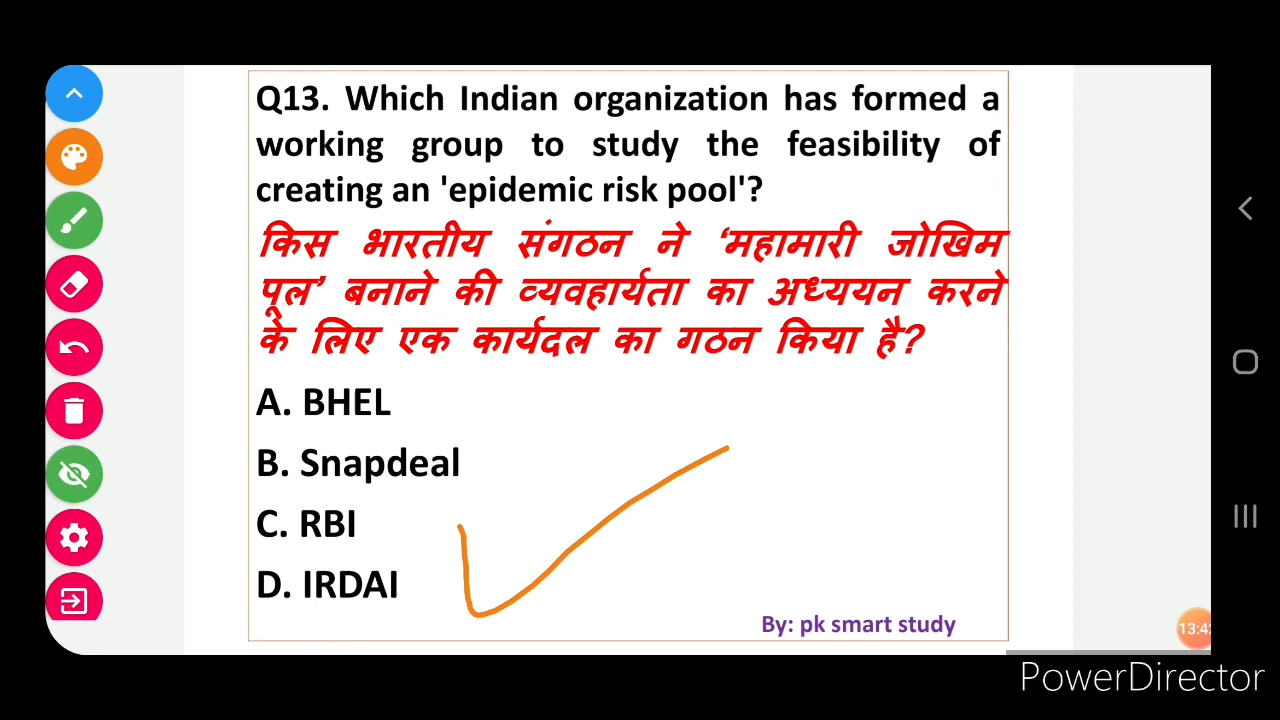 Q13. Which Indian organization has formed a
working group to study the feasibility of
creating an 'epidemic risk pool'?
किस भारतीय संगठन ने ‘महामारी जोखिम
पूल’ बनाने की व्यवहार्यता का अध्ययन करने
के लिए एक कार्यदल का गठन किया है?
A. BHEL
B. Snapdeal
C. RBI
D. IRDAI
By: pk smart study
PowerDirector